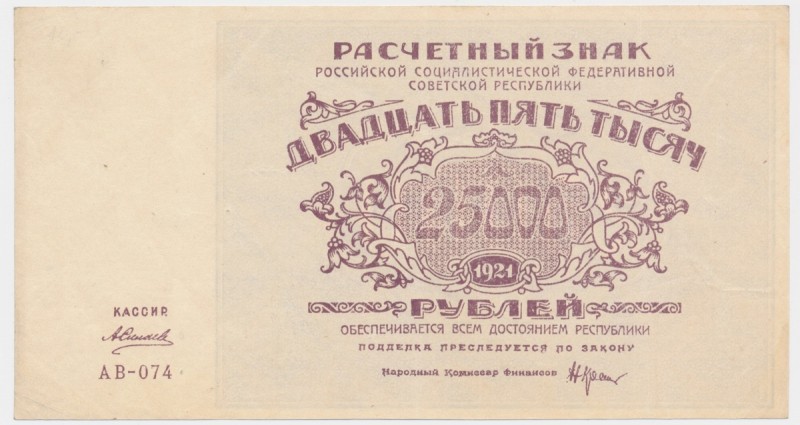 РАСЧЕТНЫЙ ЗНАК
РОССИЙСКОЙ СОЦИАЛИСТИЧЕСКОЙ ФЕДЕРАТИВНОЙ
СОВЕТСКОЙ РЕСПУБЛИКИ
ДВАДЦАТЬ ПЯТЬ ТЫСЯЧ
25000
1921
РУБЛЕЙ
ОБЕСПЕЧИВАЕТСЯ ВСЕМ ДОСТОЯНИЕМ РЕСПУБЛИКИ
ПОДДЕЛКА ПРЕСЛЕДУЕТСЯ ПО ЗАКОНУ
Народный Комиссар Финансов
КАССИР
АВ-074